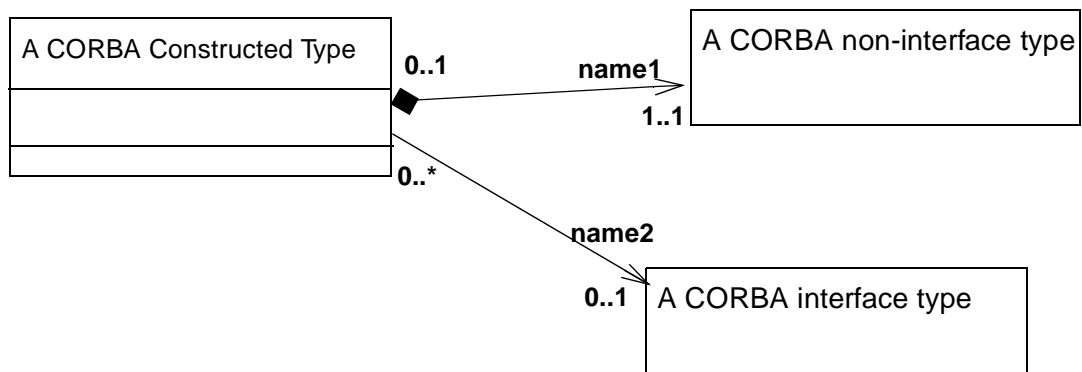 A CORBA Constructed Type
A CORBA non-interface type
0..1
name1
1..1
0..*
name2
0..1
A CORBA interface type